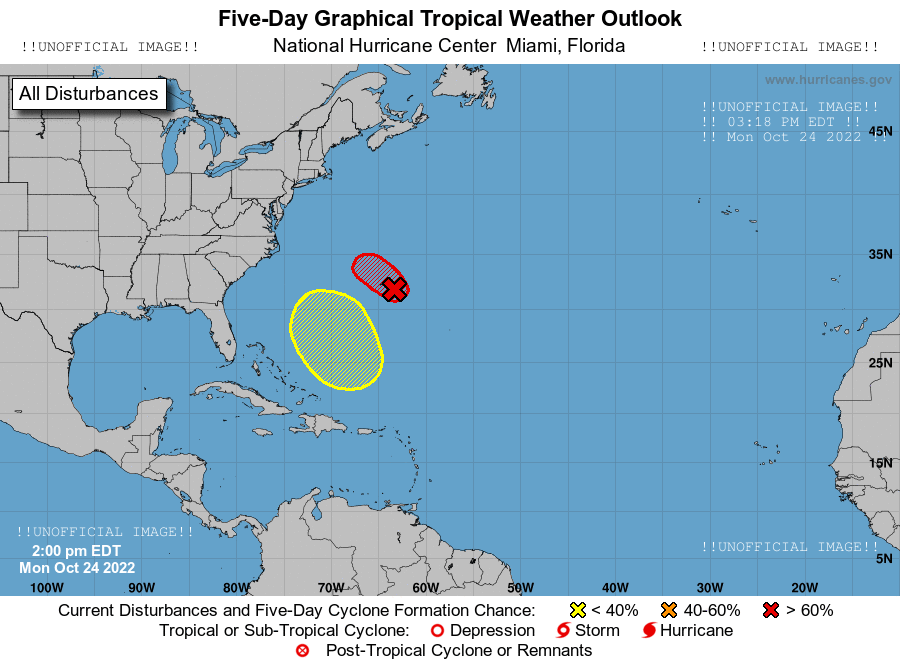 Five-Day Graphical Tropical Weather Outlook
!!UNOFFICIAL IMAGE!! National Hurricane Center Miami, Florida !!UNOFFICIAL IMAGE!!
www.hurricanes.gov
All Disturbances
!!UNOFFICIAL IMAGE!!
!! 03:18 PM EDT !!
!! Mon Oct 24 2022 !!
45N
35N
25N
15N
!!UNOFFICIAL IMAGE!!
!!UNOFFICIAL IMAGE!!
2:00 pm EDT
5N
Mon Oct 24 2022
100W 90W 80W 70W 60W 50W 40W 30W 20W
Current Disturbances and Five-Day Cyclone Formation Chance: < 40% 40-60% > 60%
Tropical or Sub-Tropical Cyclone: Depression Storm Hurricane
Post-Tropical Cyclone or Remnants